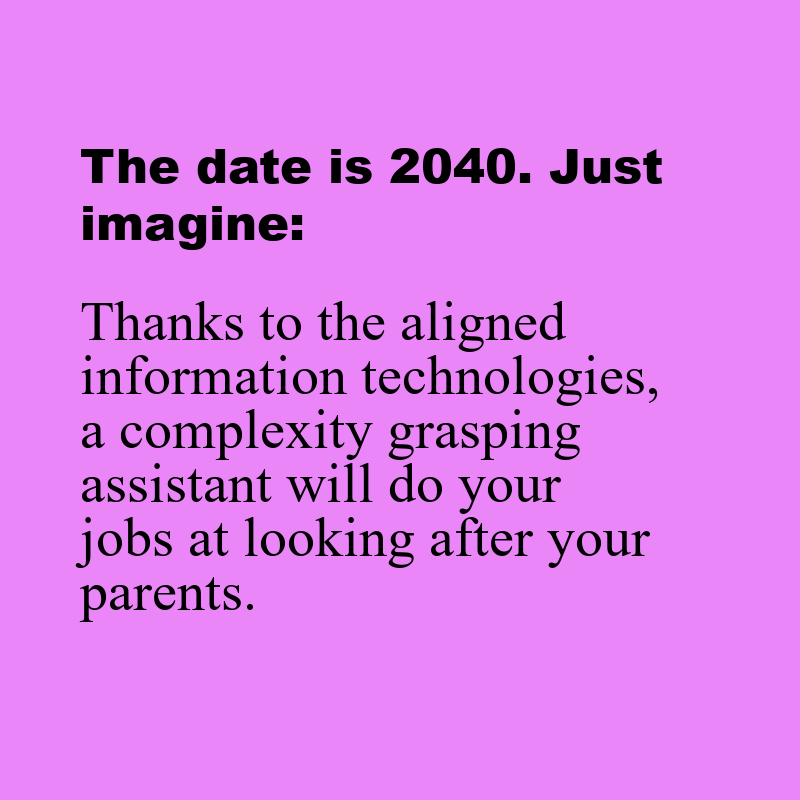 The date is 2040. Just
imagine:
Thanks to the aligned
information technologies,
a complexity grasping
assistant will do your
jobs at looking after your
parents.